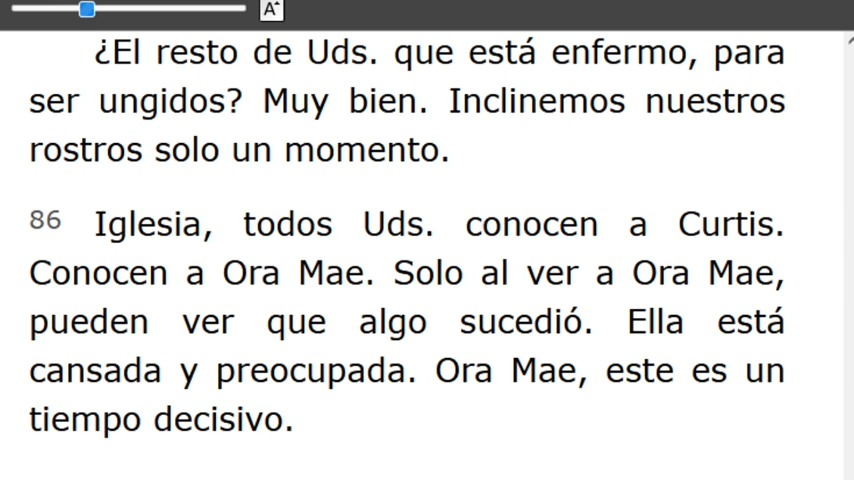 A
¿El resto de Uds. que está enfermo, para
ser ungidos? Muy bien. Inclinemos nuestros
rostros solo un momento.
86 Iglesia, todos Uds. conocen a Curtis.
Conocen a Ora Mae. Solo al ver a Ora Mae,
pueden ver que algo sucedió. Ella está
cansada y preocupada. Ora Mae, este es un
tiempo decisivo.